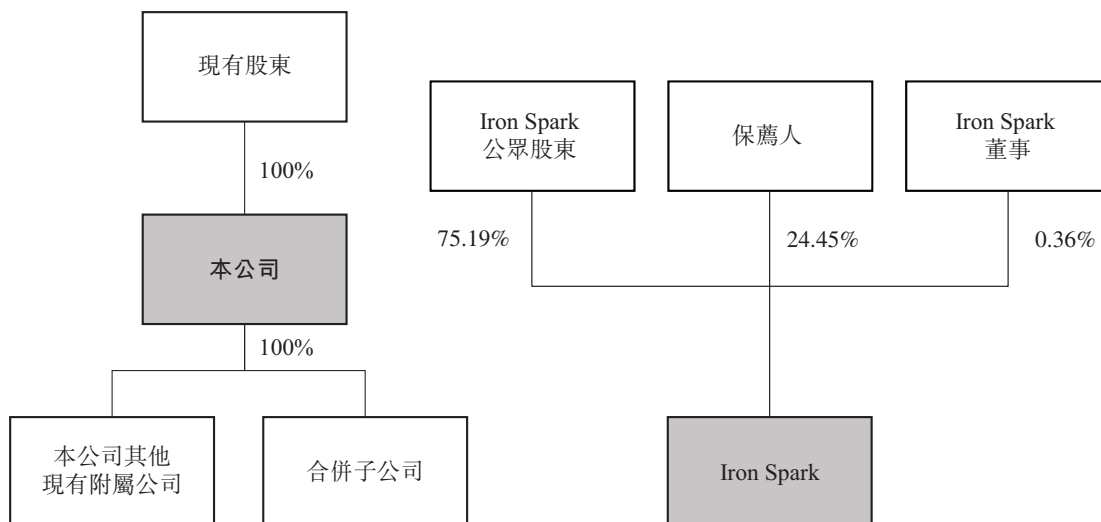 現有股東
100%
本公司
100%
本公司其他
現有附屬公司
合併子公司
Iron Spark
公眾股東
保薦人
Iron Spark
董事
75.19%
24.45%
0.36%
Iron Spark